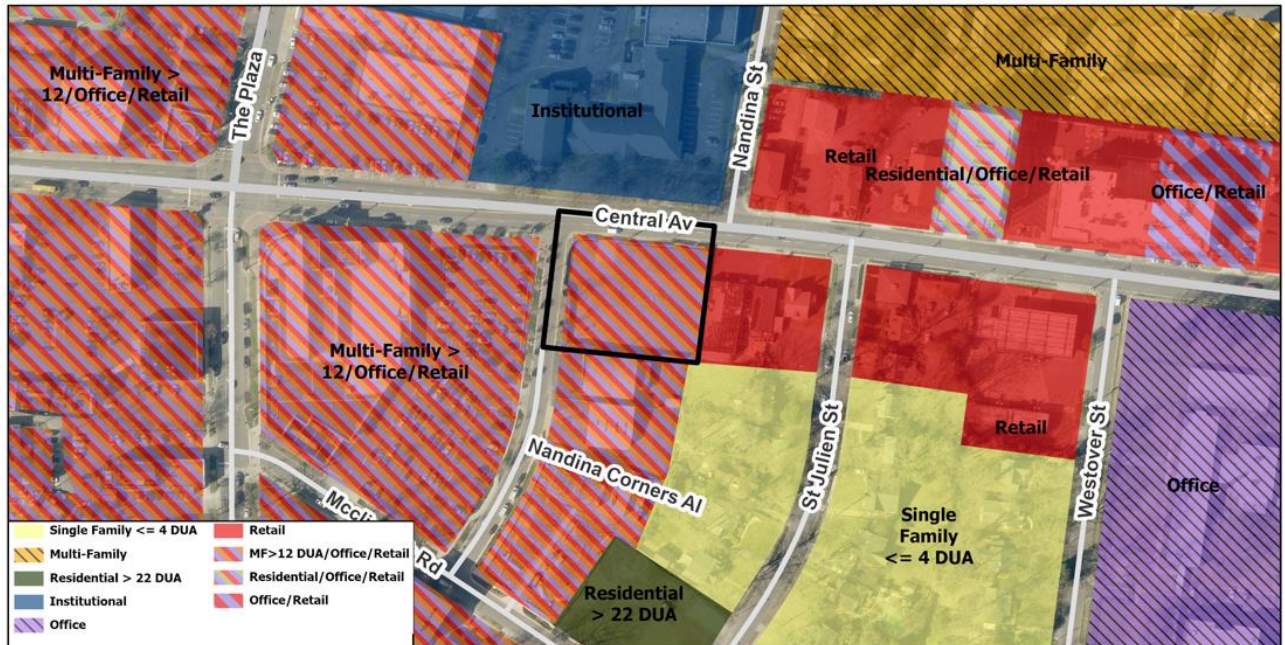 Multi-Family >
12/Office/Retail
The Plaza
Institutional
Nandina St
Multi-Family
Retail
Residential/Office/Retail
Office/Retail
Central Av
Multi-Family >
12/Office/Retail
Nandina Corners Al
St Julien St
Retail
Westover St
Office
Single
Family
<= 4 DUA
Residential
> 22 DUA
Rd
Single Family <= 4 DUA
Multi-Family
Residential > 22 DUA
Institutional
Office
Retail
MF>12 DUA/Office/Retail
Residential/Office/Retail
Office/Retail